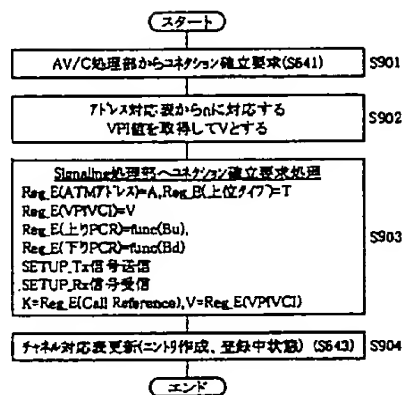 スタート
AV/C処理部からコネクション確立要求(S641)
S901
アドレス対応表からnに対応する
VPI値を取得してVとする
S902
Signaling処理部へコネクション確立要求処理
Reg_E(ATMアドレス)=A,Reg_E(上位タイプ)=T
Reg_E(VPI/VCI)=V
Reg_E(上りPCR)=func(Bu),
Reg_E(下りPCR)=func(Bd)
SETUP_Tx信号送信
SETUP_Rx信号受信
K=Reg_E(Call Reference),V=Reg_E(VPI/VCI)
S903
チャネル対応表更新(エントリ作成、登録中状態) (S643)
S904
エンド